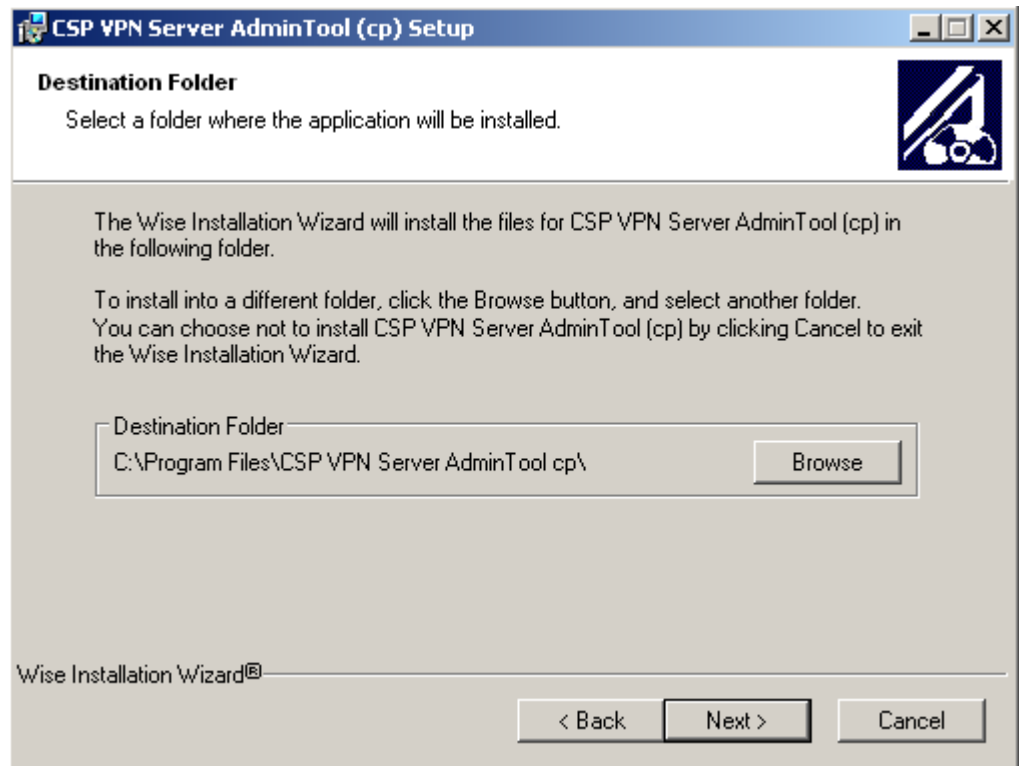 CSP VPN Server AdminTool (cp) Setup
Destination Folder
Select a folder where the application will be installed.
The Wise Installation Wizard will install the files for CSP VPN Server AdminTool (cp) in
the following folder.
To install into a different folder, click the Browse button, and select another folder.
You can choose not to install CSP VPN Server AdminTool (cp) by clicking Cancel to exit
the Wise Installation Wizard.
Destination Folder
C:\Program Files\CSP VPN Server AdminTool cp\
Browse
Wise Installation Wizard®
< Back
Next >
Cancel